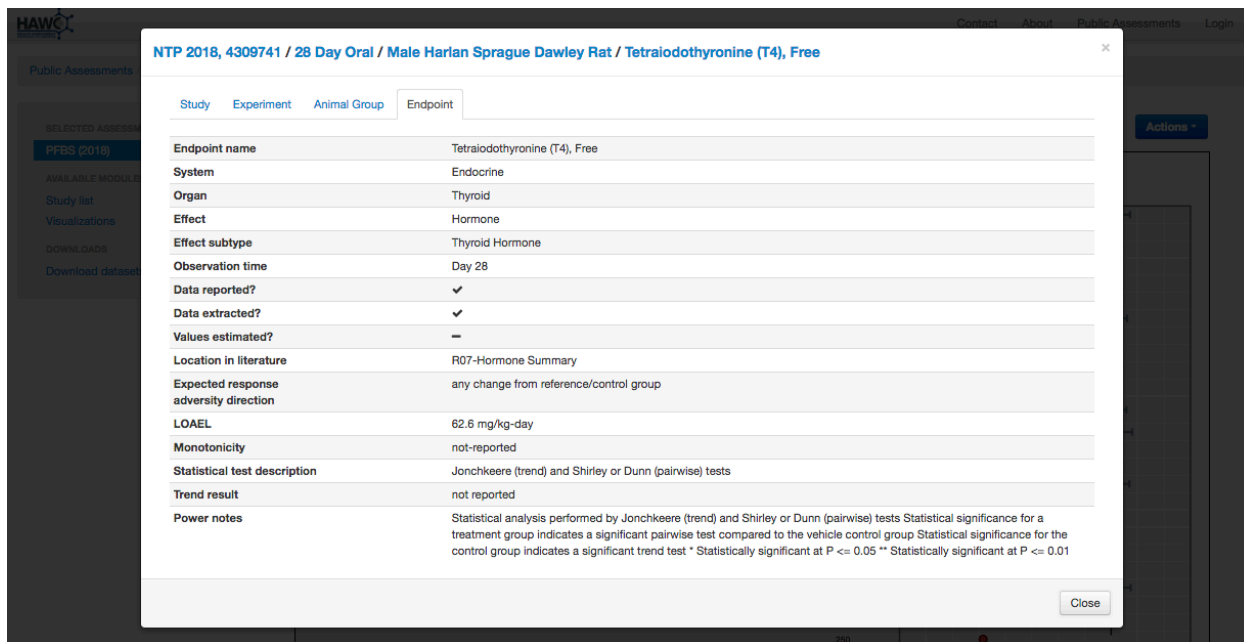 HAWC
Contact About Public Assessments Login
NTP 2018, 4309741 / 28 Day Oral / Male Harlan Sprague Dawley Rat / Tetraiodothyronine (T4), Free
×
Public Assessments
Study Experiment Animal Group Endpoint
SELECTED ASSESSM
Actions
PFBS (2018)
AVAILABLE MODULE
Study list
Visualizations
DOWNLOADS
Download dataset
Endpoint name Tetraiodothyronine (T4), Free
System Endocrine
Organ Thyroid
Effect Hormone
Effect subtype Thyroid Hormone
Observation time Day 28
Data reported? ✔
Data extracted? ✔
Values estimated? –
Location in literature R07-Hormone Summary
Expected response any change from reference/control group
adversity direction
LOAEL 62.6 mg/kg-day
Monotonicity not-reported
Statistical test description Jonchkeere (trend) and Shirley or Dunn (pairwise) tests
Trend result not reported
Power notes Statistical analysis performed by Jonchkeere (trend) and Shirley or Dunn (pairwise) tests Statistical significance for a
treatment group indicates a significant pairwise test compared to the vehicle control group Statistical significance for the
control group indicates a significant trend test * Statistically significant at P <= 0.05 ** Statistically significant at P <= 0.01
Close
250